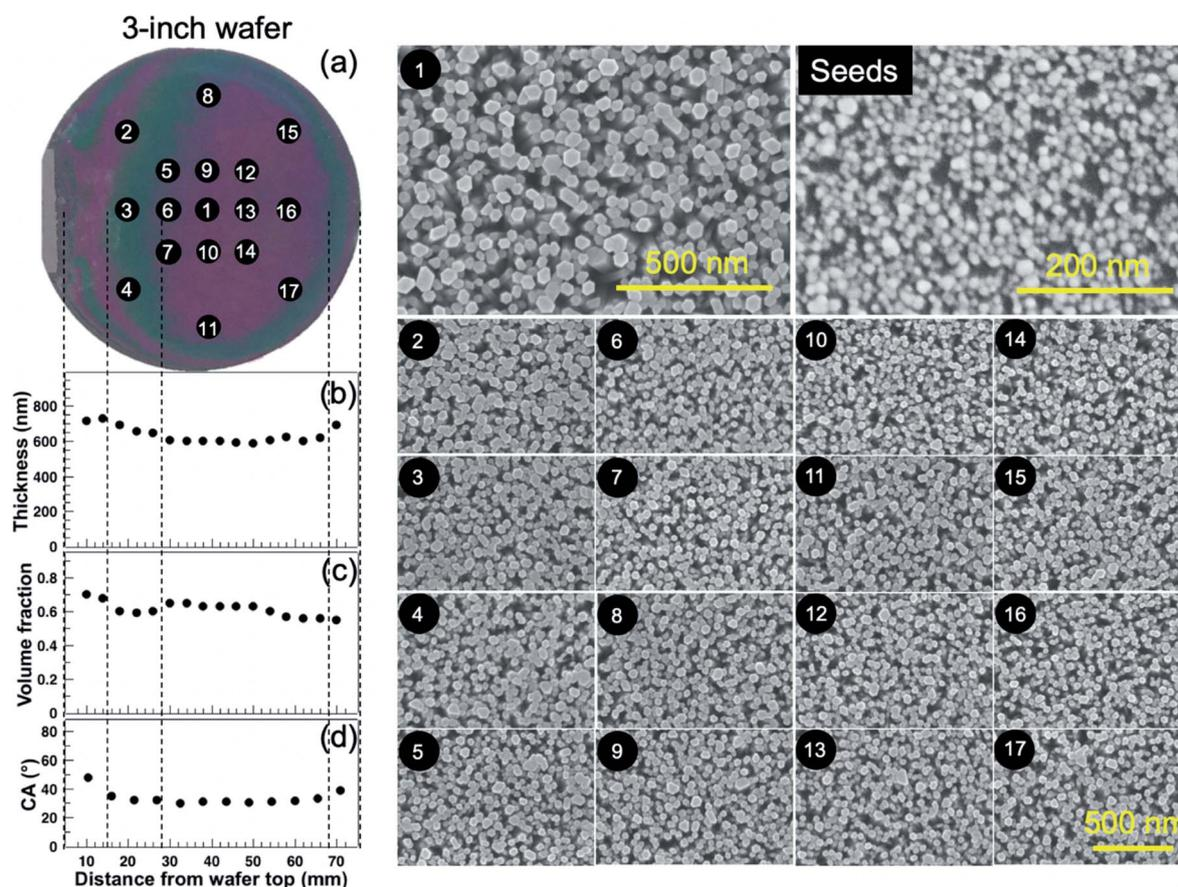 3-inch wafer
(a)
8
2
15
5 9 12
3 6 1 13 16
7 10 14
4
17
11
(b)
Thickness (nm)
800
600
400
200
0
(c)
Volume fraction
0.8
0.6
0.4
0.2
0
(d)
CA (°)
80
60
40
20
0
10 20 30 40 50 60 70
Distance from wafer top (mm)
1
500 nm
Seeds
200 nm
2
6
10
14
3
7
11
15
4
8
12
16
5
9
13
17
500 nm